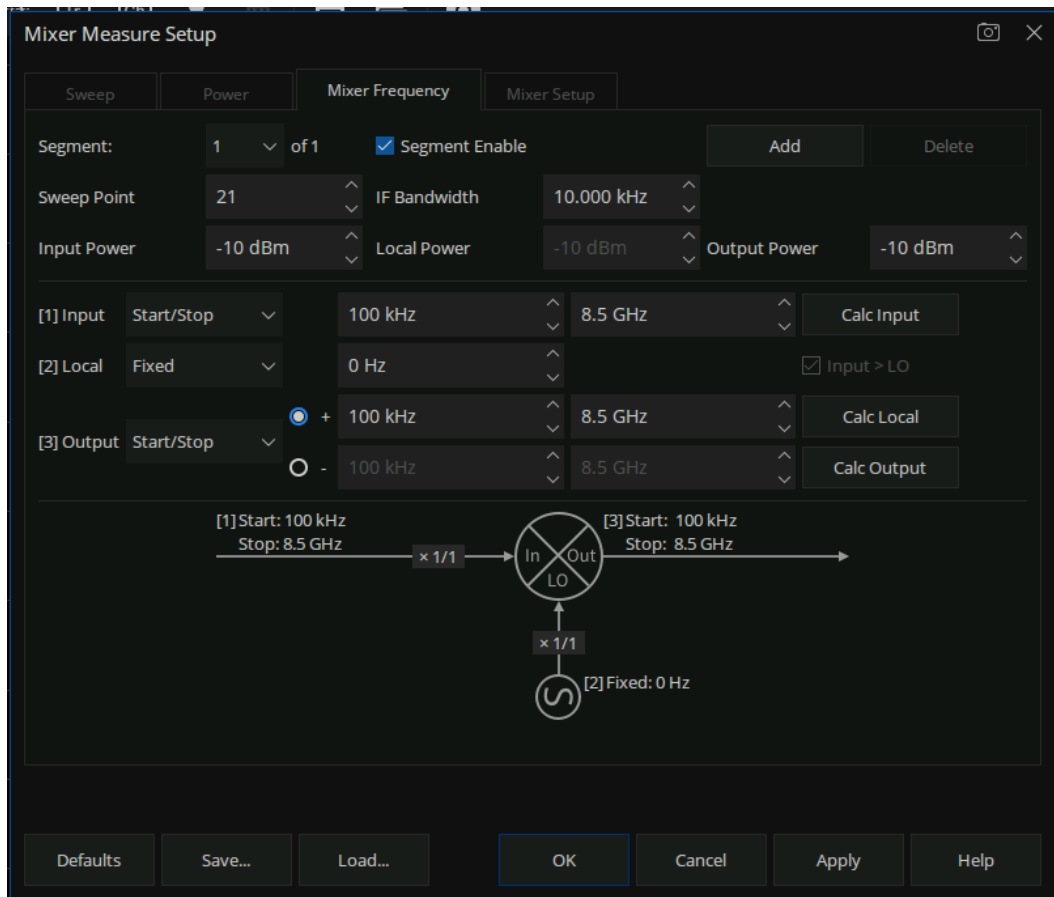 Mixer Measure Setup
Sweep Power Mixer Frequency Mixer Setup
Segment: 1 of 1 Segment Enable Add Delete
Sweep Point 21 IF Bandwidth 10.000 kHz
Input Power -10 dBm Local Power -10 dBm Output Power -10 dBm
[1] Input Start/Stop 100 kHz 8.5 GHz Calc Input
[2] Local Fixed 0 Hz Input > LO
+ 100 kHz 8.5 GHz Calc Local
[3] Output Start/Stop
- 100 kHz 8.5 GHz Calc Output
[1] Start: 100 kHz [3] Start: 100 kHz
Stop: 8.5 GHz Stop: 8.5 GHz
× 1/1 In Out
LO
× 1/1
[2] Fixed: 0 Hz
Defaults Save... Load... OK Cancel Apply Help